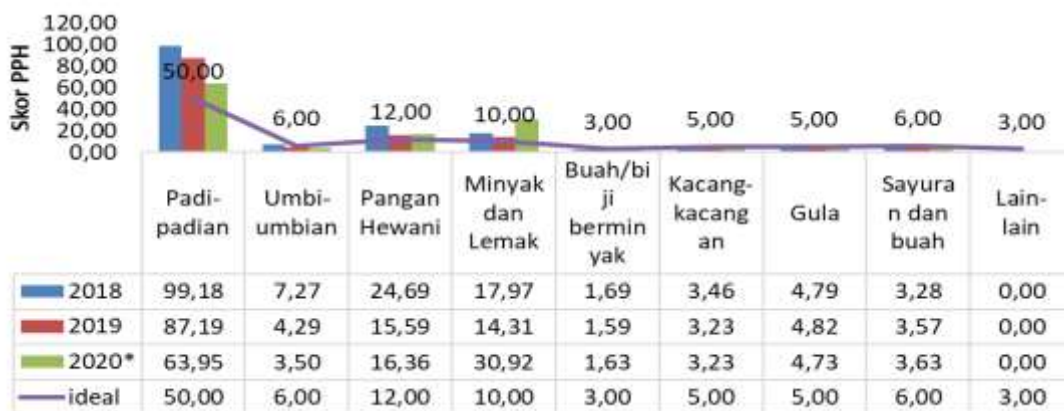 120,00
100,00
80,00
60,00
40,00
20,00
0,00
Skor PPH
50,00 6,00 12,00 10,00 3,00 5,00 5,00 6,00 3,00
Padi-
padian
Umbi-
umbian
Pangan
Hewani
Minyak
dan
Lemak
Buah/bi
ji
bermin
yak
Kacang-
kacang
an
Gula
Sayura
n dan
buah
Lain-
lain
2018 99,18 7,27 24,69 17,97 1,69 3,46 4,79 3,28 0,00
2019 87,19 4,29 15,59 14,31 1,59 3,23 4,82 3,57 0,00
2020* 63,95 3,50 16,36 30,92 1,63 3,23 4,73 3,63 0,00
ideal 50,00 6,00 12,00 10,00 3,00 5,00 5,00 6,00 3,00